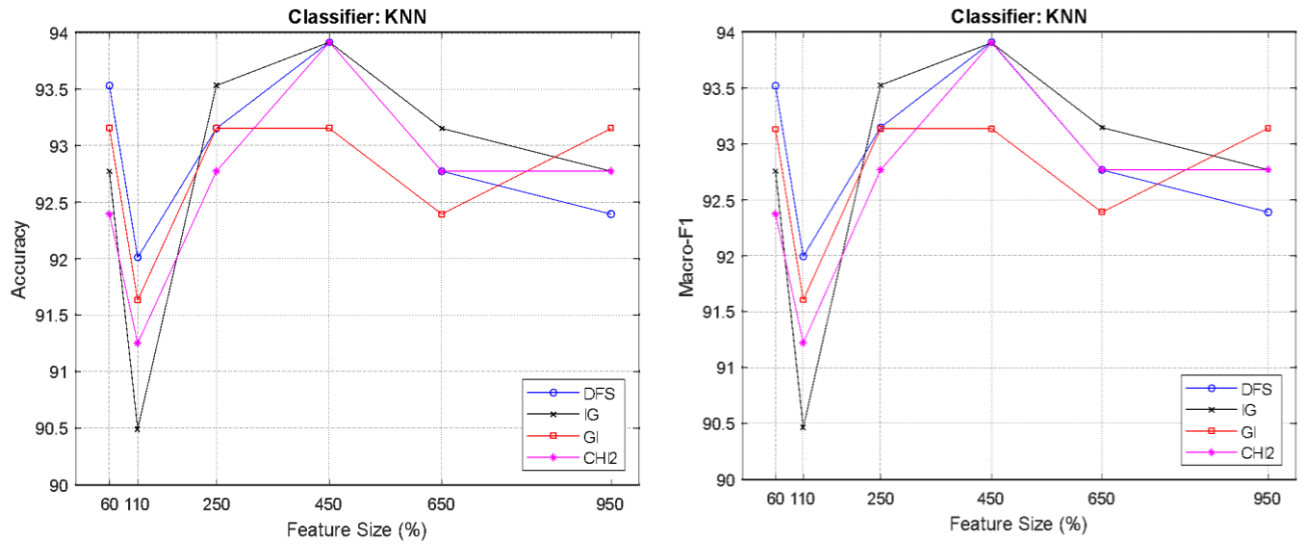 Classifier: KNN
94
93.5
93
92.5
92
91.5
91
90.5
90
Accuracy
60 110 250 450 650 950
Feature Size (%)
DFS
IG
GI
CHI2
Classifier: KNN
94
93.5
93
92.5
92
91.5
91
90.5
90
Macro-F1
60 110 250 450 650 950
Feature Size (%)
DFS
IG
GI
CHI2